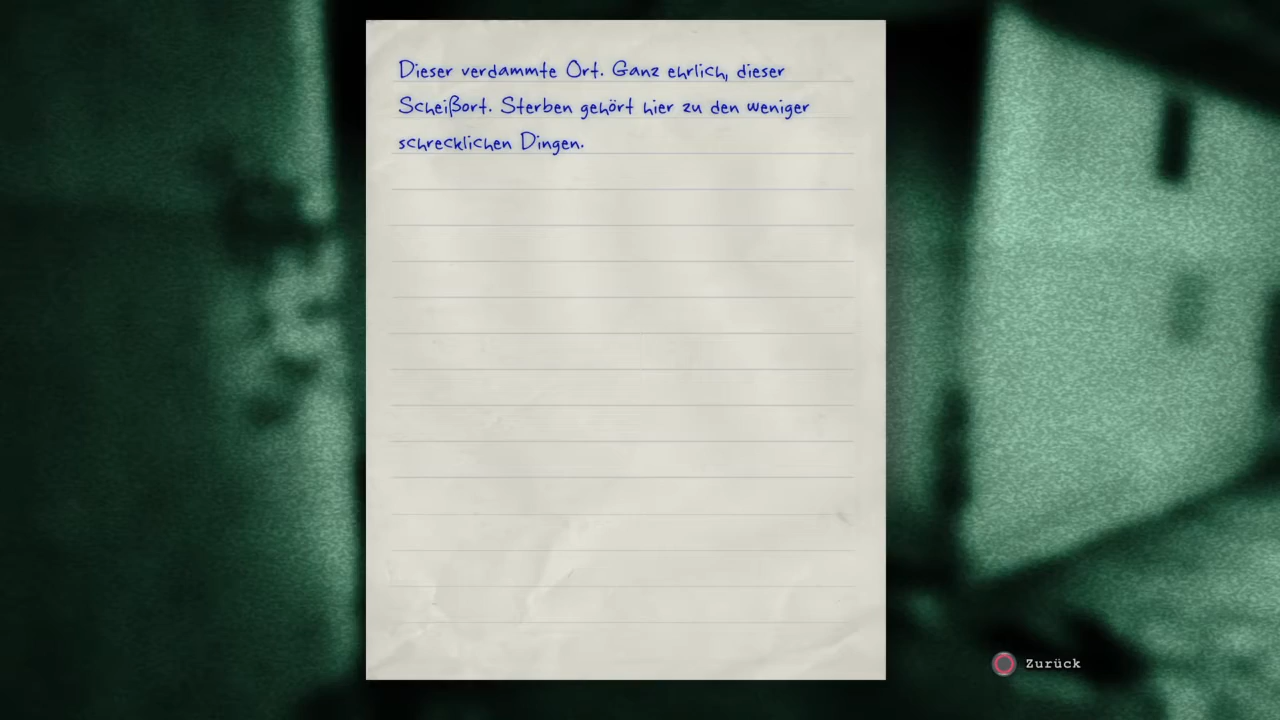 Dieser verdammte Ort. Ganz ehrlich, dieser
Scheißort. Sterben gehört hier zu den weniger
schrecklichen Dingen.
Zurück